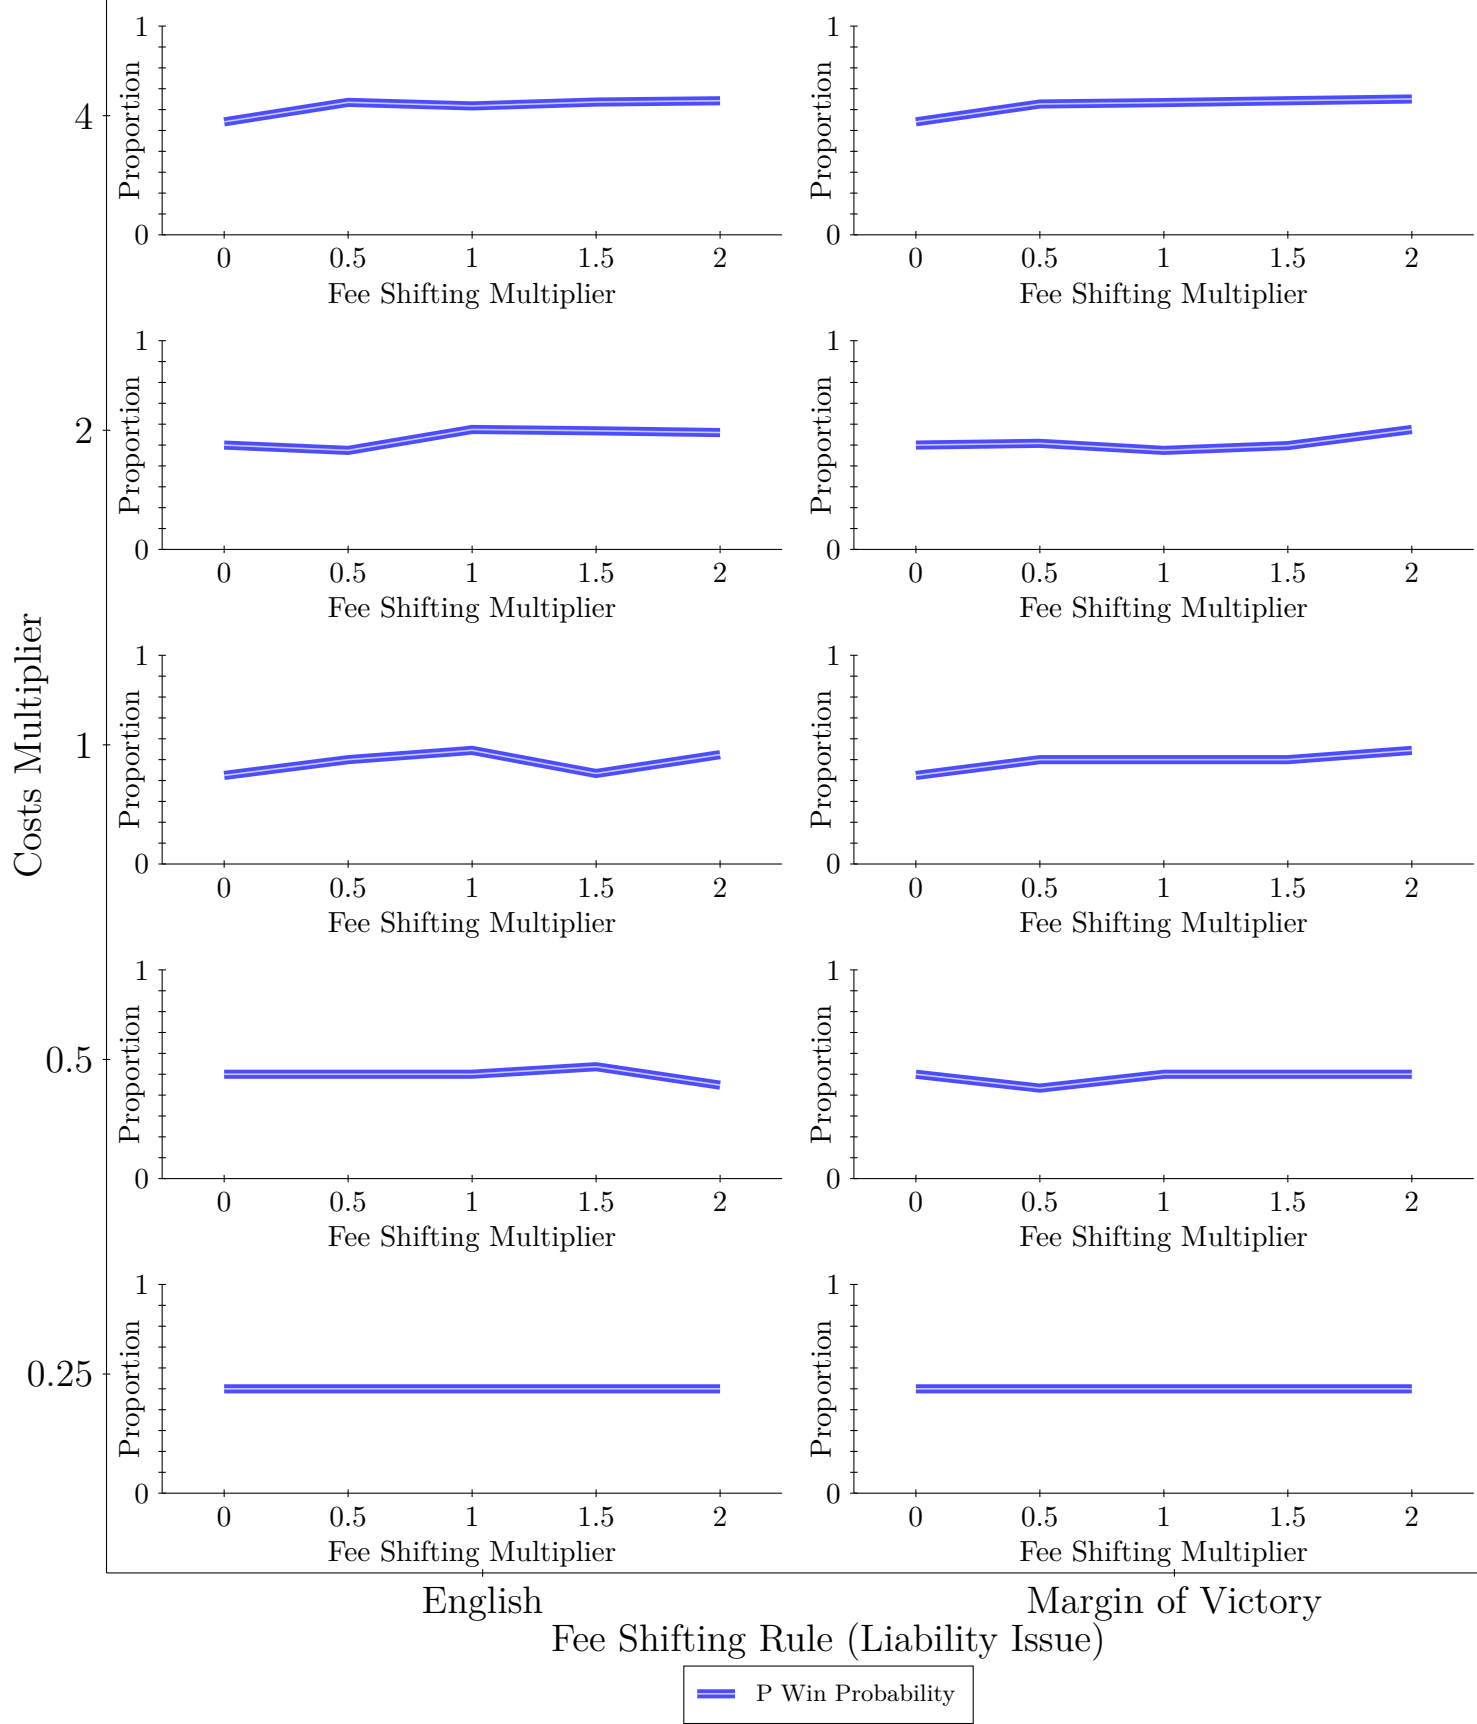 1
Proportion
0
0 0.5 1 1.5 2
Fee Shifting Multiplier
1
Proportion
0
0 0.5 1 1.5 2
Fee Shifting Multiplier
4
1
Proportion
0
0 0.5 1 1.5 2
Fee Shifting Multiplier
1
Proportion
0
0 0.5 1 1.5 2
Fee Shifting Multiplier
2
Costs Multiplier
1
Proportion
0
0 0.5 1 1.5 2
Fee Shifting Multiplier
1
Proportion
0
0 0.5 1 1.5 2
Fee Shifting Multiplier
1
1
Proportion
0
0 0.5 1 1.5 2
Fee Shifting Multiplier
1
Proportion
0
0 0.5 1 1.5 2
Fee Shifting Multiplier
0.5
1
Proportion
0
0 0.5 1 1.5 2
Fee Shifting Multiplier
1
Proportion
0
0 0.5 1 1.5 2
Fee Shifting Multiplier
0.25
English
Margin of Victory
Fee Shifting Rule (Liability Issue)
P Win Probability